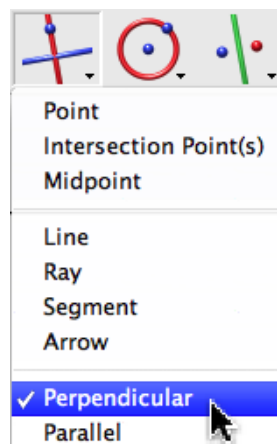 Point
Intersection Point(s)
Midpoint
Line
Ray
Segment
Arrow
✓ Perpendicular
Parallel